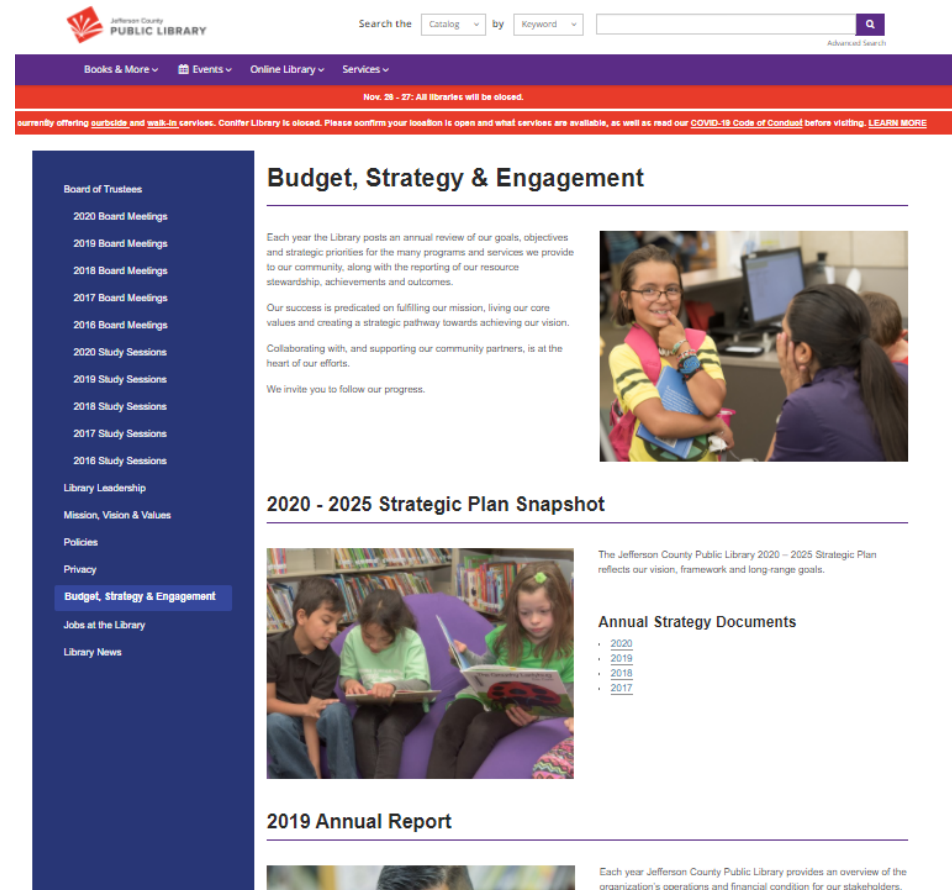 Jefferson County
PUBLIC LIBRARY
Search the Catalog by Keyword
Advanced Search
Books & More Events Online Library Services
Nov. 26 - 27: All libraries will be closed.
currently offering curbside and walk-in services. Conifer Library is closed. Please confirm your location is open and what services are available, as well as read our COVID-19 Code of Conduct before visiting. LEARN MORE
Board of Trustees
2020 Board Meetings
2019 Board Meetings
2018 Board Meetings
2017 Board Meetings
2016 Board Meetings
2020 Study Sessions
2019 Study Sessions
2018 Study Sessions
2017 Study Sessions
2016 Study Sessions
Library Leadership
Mission, Vision & Values
Policies
Privacy
Budget, Strategy & Engagement
Jobs at the Library
Library News
Budget, Strategy & Engagement
Each year the Library posts an annual review of our goals, objectives
and strategic priorities for the many programs and services we provide
to our community, along with the reporting of our resource
stewardship, achievements and outcomes.
Our success is predicated on fulfilling our mission, living our core
values and creating a strategic pathway towards achieving our vision.
Collaborating with, and supporting our community partners, is at the
heart of our efforts.
We invite you to follow our progress.
2020 - 2025 Strategic Plan Snapshot
The Jefferson County Public Library 2020 – 2025 Strategic Plan
reflects our vision, framework and long-range goals.
Annual Strategy Documents
2020
2019
2018
2017
2019 Annual Report
Each year Jefferson County Public Library provides an overview of the
organization's operations and financial condition for our stakeholders.